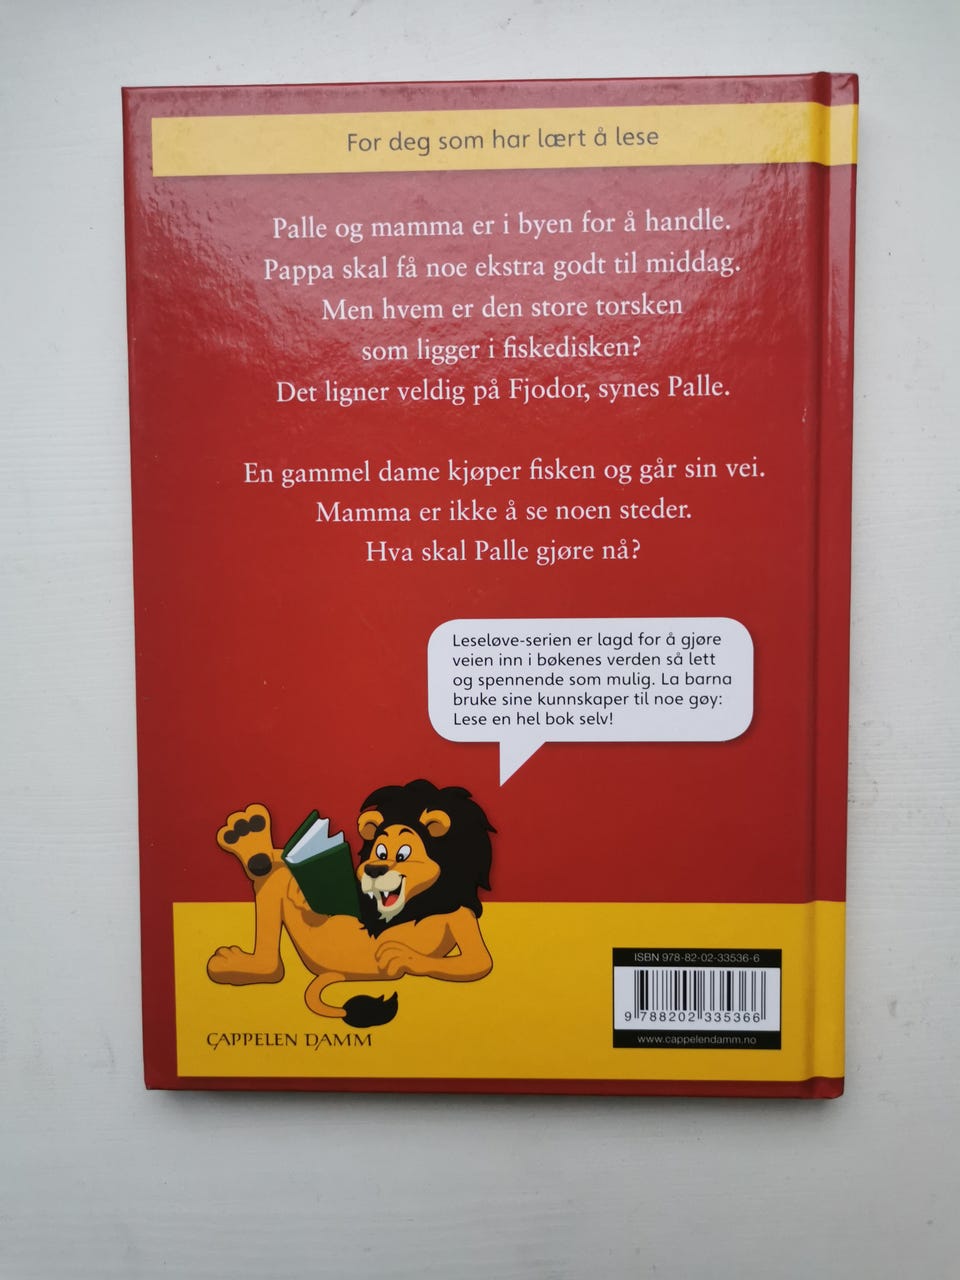 For deg som har lært å lese
Palle og mamma er i byen for å handle.
Pappa skal få noe ekstra godt til middag.
Men hvem er den store torsken
som ligger i fiskedisken?
Det ligner veldig på Fjodor, synes Palle.
En gammel dame kjøper fisken og går sin vei.
Mamma er ikke å se noen steder.
Hva skal Palle gjøre nå?
Leseløve-serien er lagd for å gjøre
veien inn i bøkenes verden så lett
og spennende som mulig. La barna
bruke sine kunnskaper til noe gøy:
Lese en hel bok selv!
CAPPELEN DAMM
ISBN 978-82-02-33536-6
9 788202 335366
www.cappelendamm.no